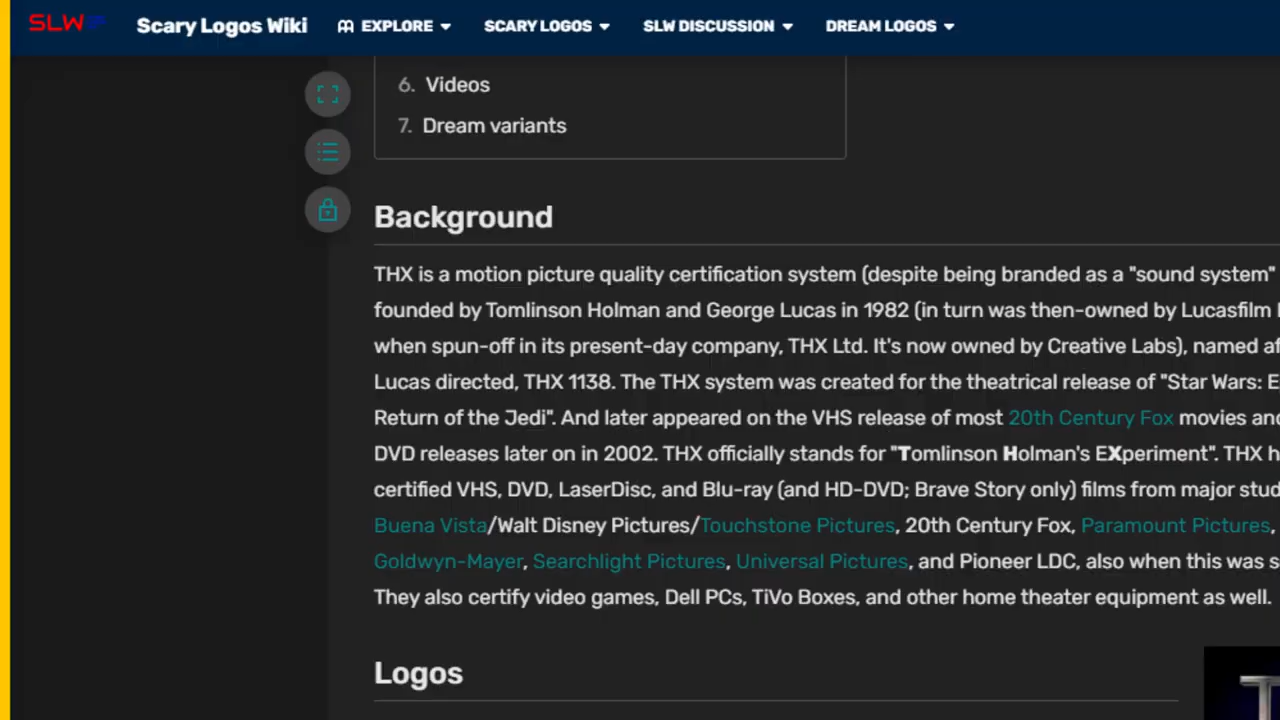 SLW Scary Logos Wiki EXPLORE SCARY LOGOS SLW DISCUSSION DREAM LOGOS
6. Videos
7. Dream variants
Background
THX is a motion picture quality certification system (despite being branded as a "sound system"
founded by Tomlinson Holman and George Lucas in 1982 (in turn was then-owned by Lucasfilm
when spun-off in its present-day company, THX Ltd. It's now owned by Creative Labs), named
Lucas directed, THX 1138. The THX system was created for the theatrical release of "Star Wars:
Return of the Jedi". And later appeared on the VHS release of most 20th Century Fox movies
DVD releases later on in 2002. THX officially stands for "Tomlinson Holman's EXperiment". THX
certified VHS, DVD, LaserDisc, and Blu-ray (and HD-DVD; Brave Story only) films from major
Buena Vista/Walt Disney Pictures/Touchstone Pictures, 20th Century Fox, Paramount Pictures,
Goldwyn-Mayer, Searchlight Pictures, Universal Pictures, and Pioneer LDC, also when this was
They also certify video games, Dell PCs, TiVo Boxes, and other home theater equipment as well.
Logos